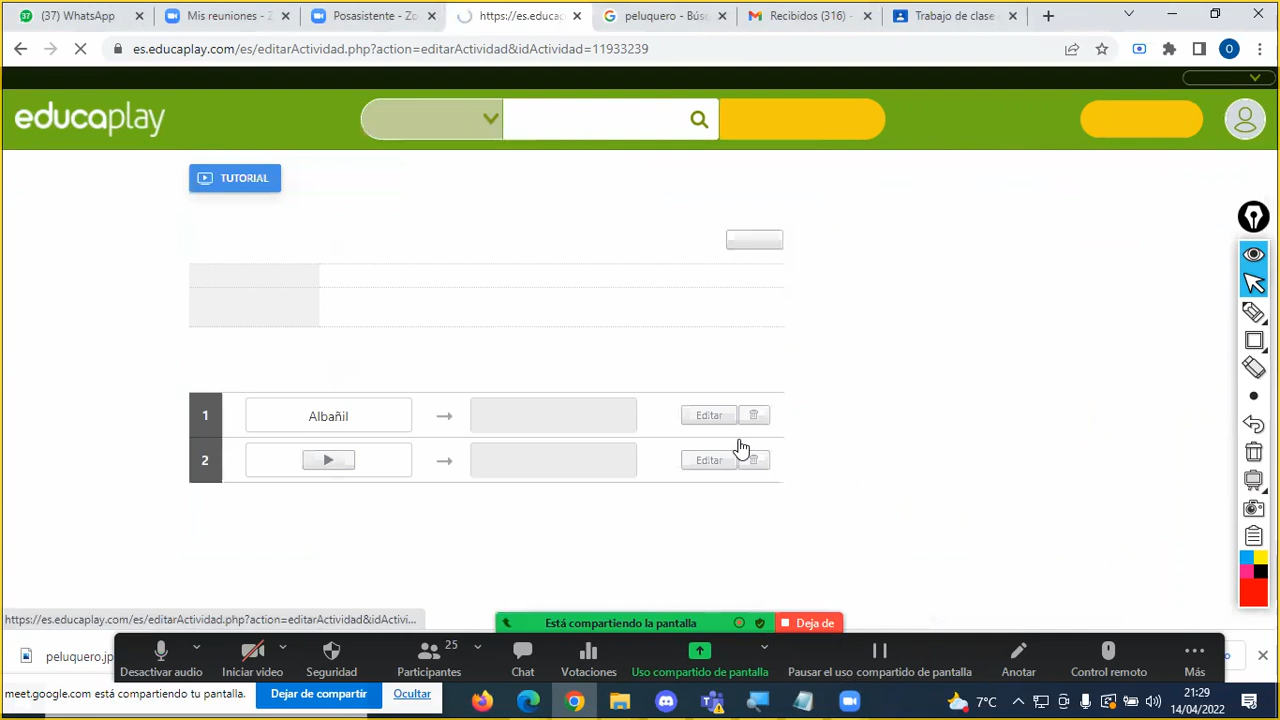 (37) WhatsApp
Mis reuniones - Z
Posasistente - Zo
https://es.educac
peluquero - Bús
Recibidos (316) -
Trabajo de clase
es.educaplay.com/es/editarActividad.php?action=editarActividad&idActividad=11933239
O
educaplay
TUTORIAL
1
Albañil
Editar
2
Editar
https://es.educaplay.com/es/editarActividad.php?action=editarActividad&idActivi...
Está compartiendo la pantalla
Deja de
peluquero.jp
25
Desactivar audio
Iniciar video
Seguridad
Participantes
Chat
Votaciones
Uso compartido de pantalla
Pausar el uso compartido de pantalla
Anotar
Control remoto
Más
meet.google.com está compartiendo tu pantalla.
Dejar de compartir
Ocultar
7°C
21:29
14/04/2022